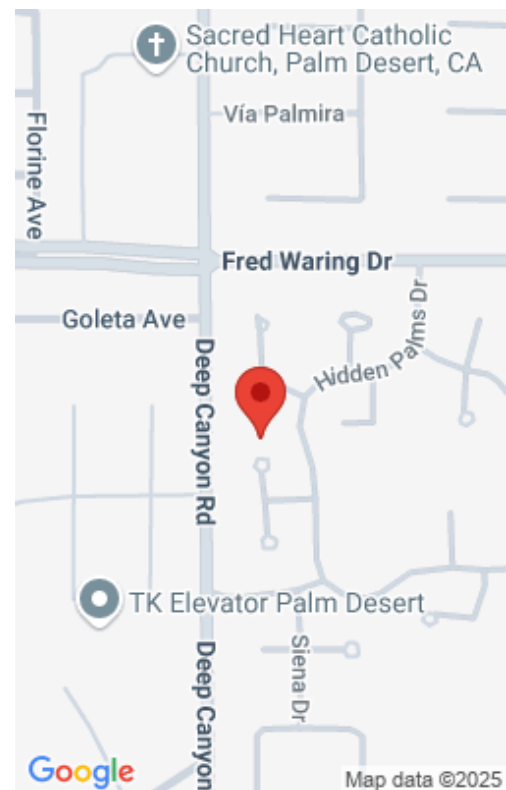 Sacred Heart Catholic
Church, Palm Desert, CA
Vía Palmira
Florine Ave
Fred Waring Dr
Goleta Ave
Hidden Palms Dr
Deep Canyon Rd
TK Elevator Palm Desert
Siena Dr
Deep Canyon
Google
Map data ©2025